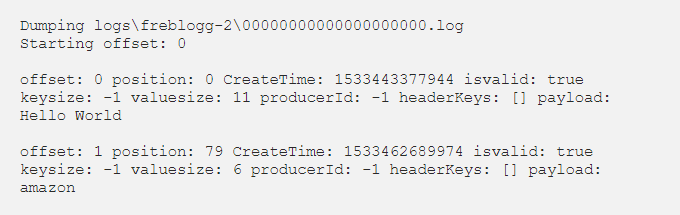 Dumping logs\freblogg-2\00000000000000000000.log
Starting offset: 0
offset: 0 position: 0 CreateTime: 1533443377944 isvalid: true
keysize: -1 valuesize: 11 producerId: -1 headerKeys: [] payload:
Hello World
offset: 1 position: 79 CreateTime: 1533462689974 isvalid: true
keysize: -1 valuesize: 6 producerId: -1 headerKeys: [] payload:
amazon